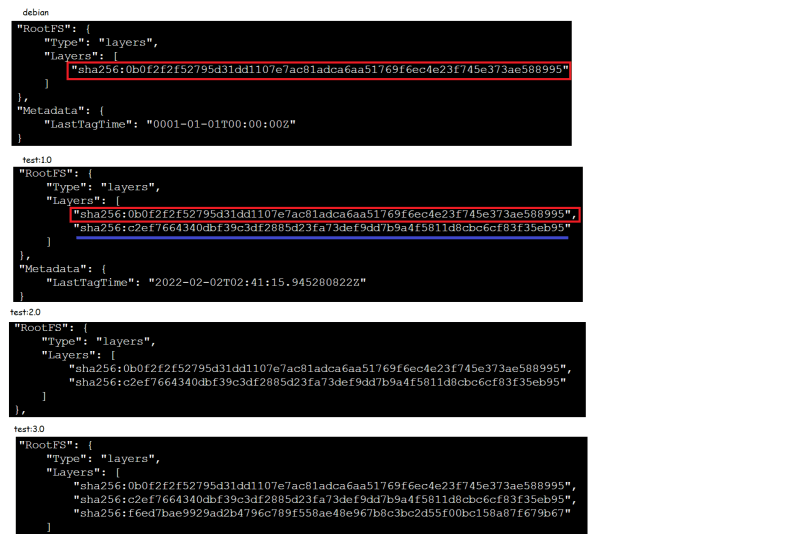 debian
"RootFS": {
"Type": "layers",
"Layers": [
"sha256:0b0f2f2f52795d31dd1107e7ac81adca6aa51769f6ec4e23f745e373ae588995"
]
},
"Metadata": {
"LastTagTime": "0001-01-01T00:00:00Z"
}
test:1.0
"RootFS": {
"Type": "layers",
"Layers": [
"sha256:0b0f2f2f52795d31dd1107e7ac81adca6aa51769f6ec4e23f745e373ae588995",
"sha256:c2ef7664340dbf39c3df2885d23fa73def9dd7b9a4f5811d8cbc6cf83f35eb95"
]
},
"Metadata": {
"LastTagTime": "2022-02-02T02:41:15.945280822Z"
}
test:2.0
"RootFS": {
"Type": "layers",
"Layers": [
"sha256:0b0f2f2f52795d31dd1107e7ac81adca6aa51769f6ec4e23f745e373ae588995",
"sha256:c2ef7664340dbf39c3df2885d23fa73def9dd7b9a4f5811d8cbc6cf83f35eb95"
]
},
test:3.0
"RootFS": {
"Type": "layers",
"Layers": [
"sha256:0b0f2f2f52795d31dd1107e7ac81adca6aa51769f6ec4e23f745e373ae588995",
"sha256:c2ef7664340dbf39c3df2885d23fa73def9dd7b9a4f5811d8cbc6cf83f35eb95",
"sha256:f6ed7bae9929ad2b4796c789f558ae48e967b8c3bc2d55f00bc158a87f679b67"
]